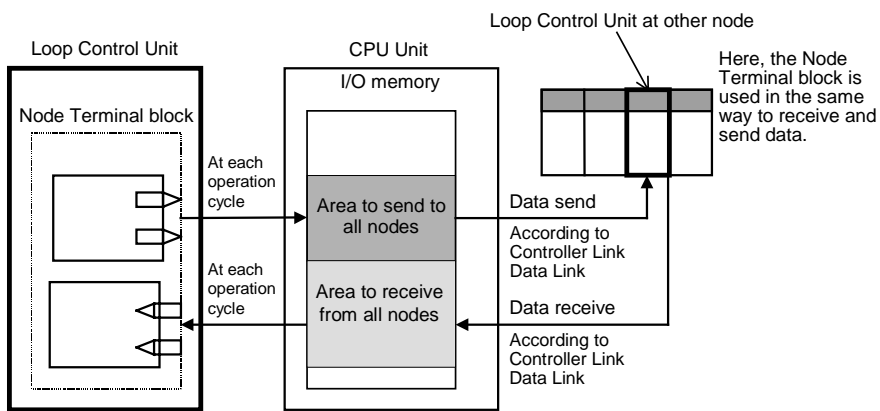 Loop Control Unit
CPU Unit
Loop Control Unit at other node
I/O memory
Here, the Node
Terminal block is
used in the same
way to receive and
send data.
Node Terminal block
At each
operation
cycle
Area to send to
all nodes
Data send
According to
Controller Link
Data Link
At each
operation
cycle
Area to receive
from all nodes
Data receive
According to
Controller Link
Data Link